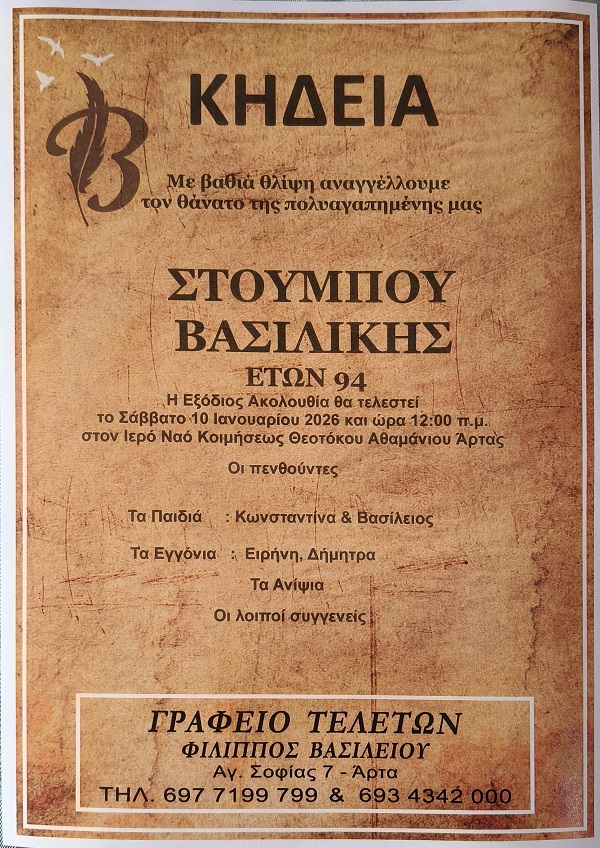 ΚΗΔΕΙΑ
Β
Με βαθιά θλίψη αναγγέλλουμε
τον θάνατο της πολυαγαπημένης μας
ΣΤΟΥΜΠΟΥ
ΒΑΣΙΛΙΚΗΣ
ΕΤΩΝ 94
Η Εξόδιος Ακολουθία θα τελεστεί
το Σάββατο 10 Ιανουαρίου 2026 και ώρα 12:00 π.μ.
στον Ιερό Ναό Κοιμήσεως Θεοτόκου Αθαμάνιου Άρτας
Οι πενθούντες
Τα Παιδιά : Κωνσταντίνα & Βασίλειος
Τα Εγγόνια : Ειρήνη, Δήμητρα
Τα Ανίψια
Οι λοιποί συγγενείς
ΓΡΑΦΕΙΟ ΤΕΛΕΤΩΝ
ΦΙΛΙΠΠΟΣ ΒΑΣΙΛΕΙΟΥ
Αγ. Σοφίας 7 - Άρτα
ΤΗΛ. 697 7199 799 & 693 4342 000